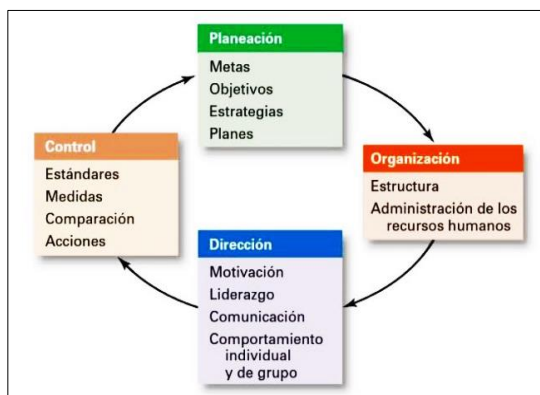 Planeación
Metas
Objetivos
Estrategias
Planes
Control
Estándares
Medidas
Comparación
Acciones
Organización
Estructura
Administración de los
recursos humanos
Dirección
Motivación
Liderazgo
Comunicación
Comportamiento
individual
y de grupo